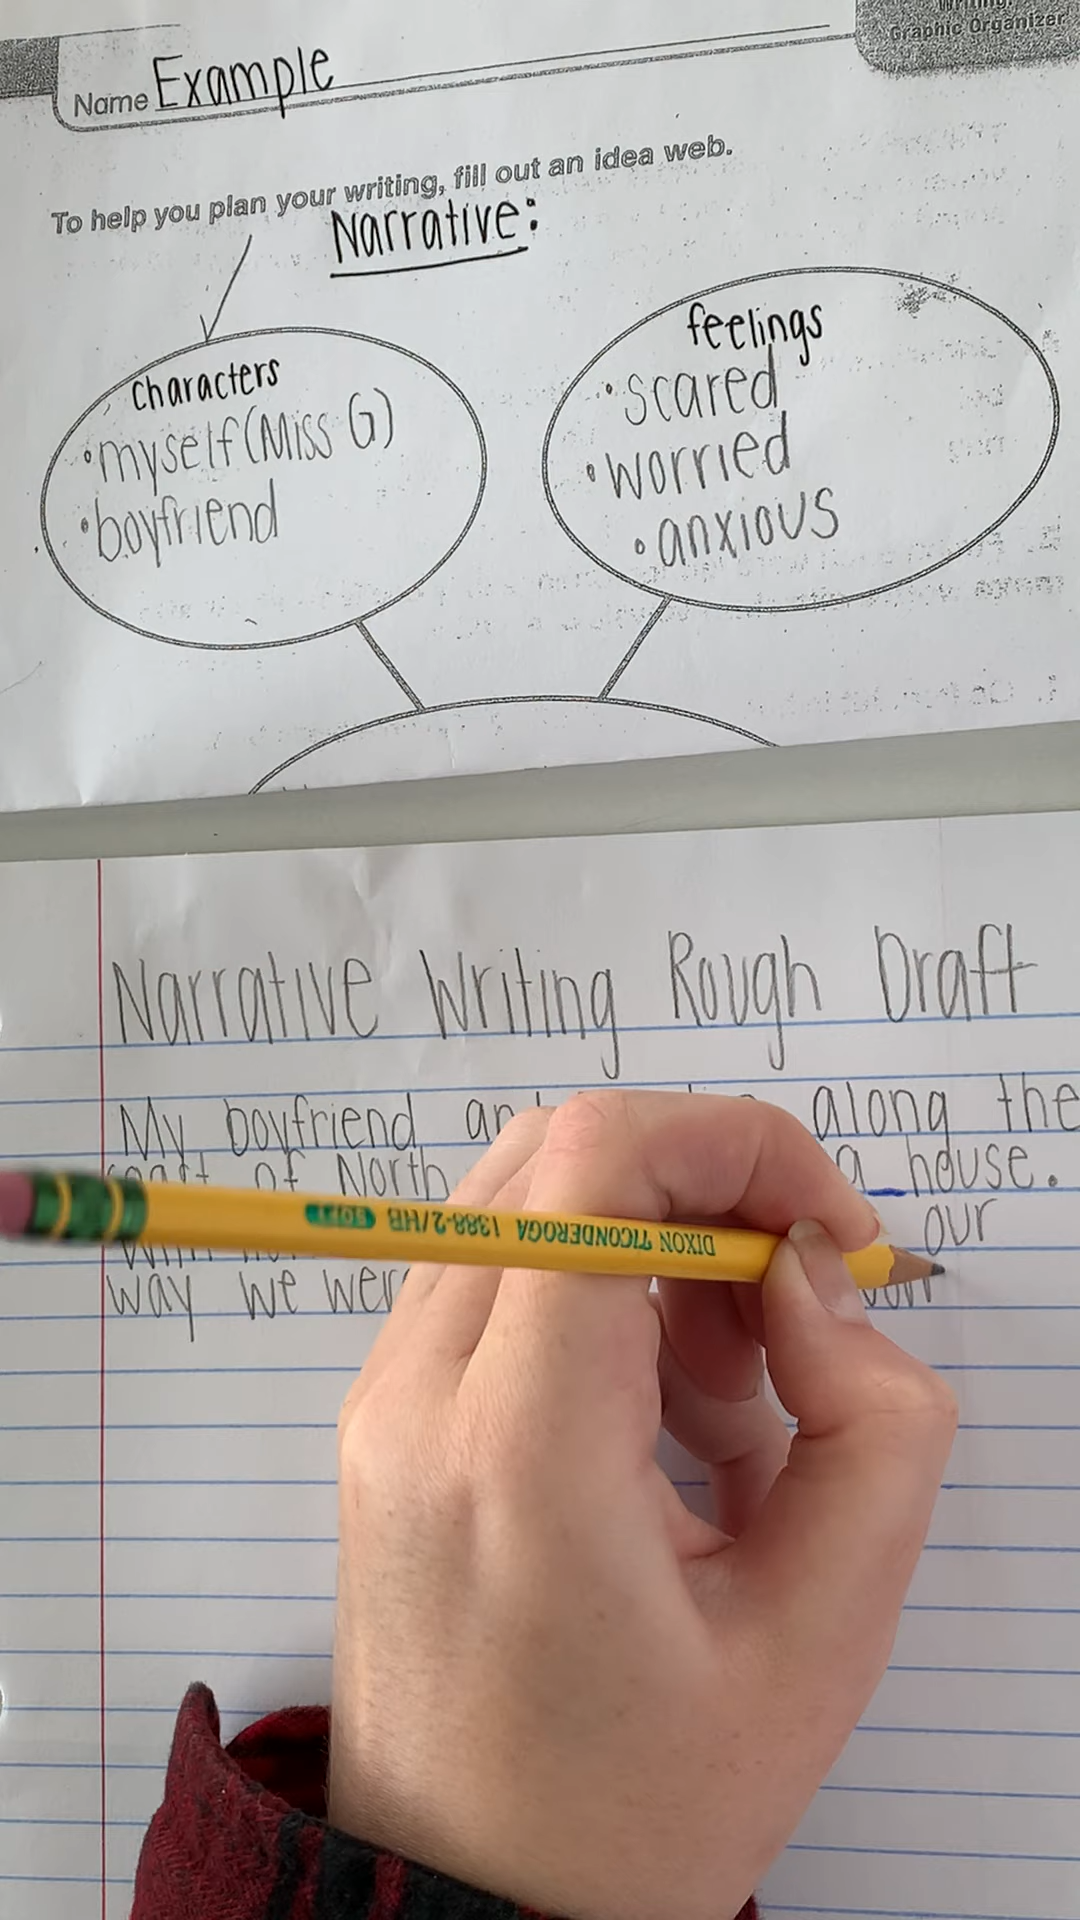 Writing:
Graphic Organizer
Name Example
To help you plan your writing, fill out an idea web.
Narrative:
Characters
•myself (Miss G)
•boyfriend
feelings
•scared
•worried
•anxious
Narrative Writing Rough Draft
My boyfriend along the
coast of North a house.
our
way we
DIXON TICONDEROGA 1388-2/HB SOFT